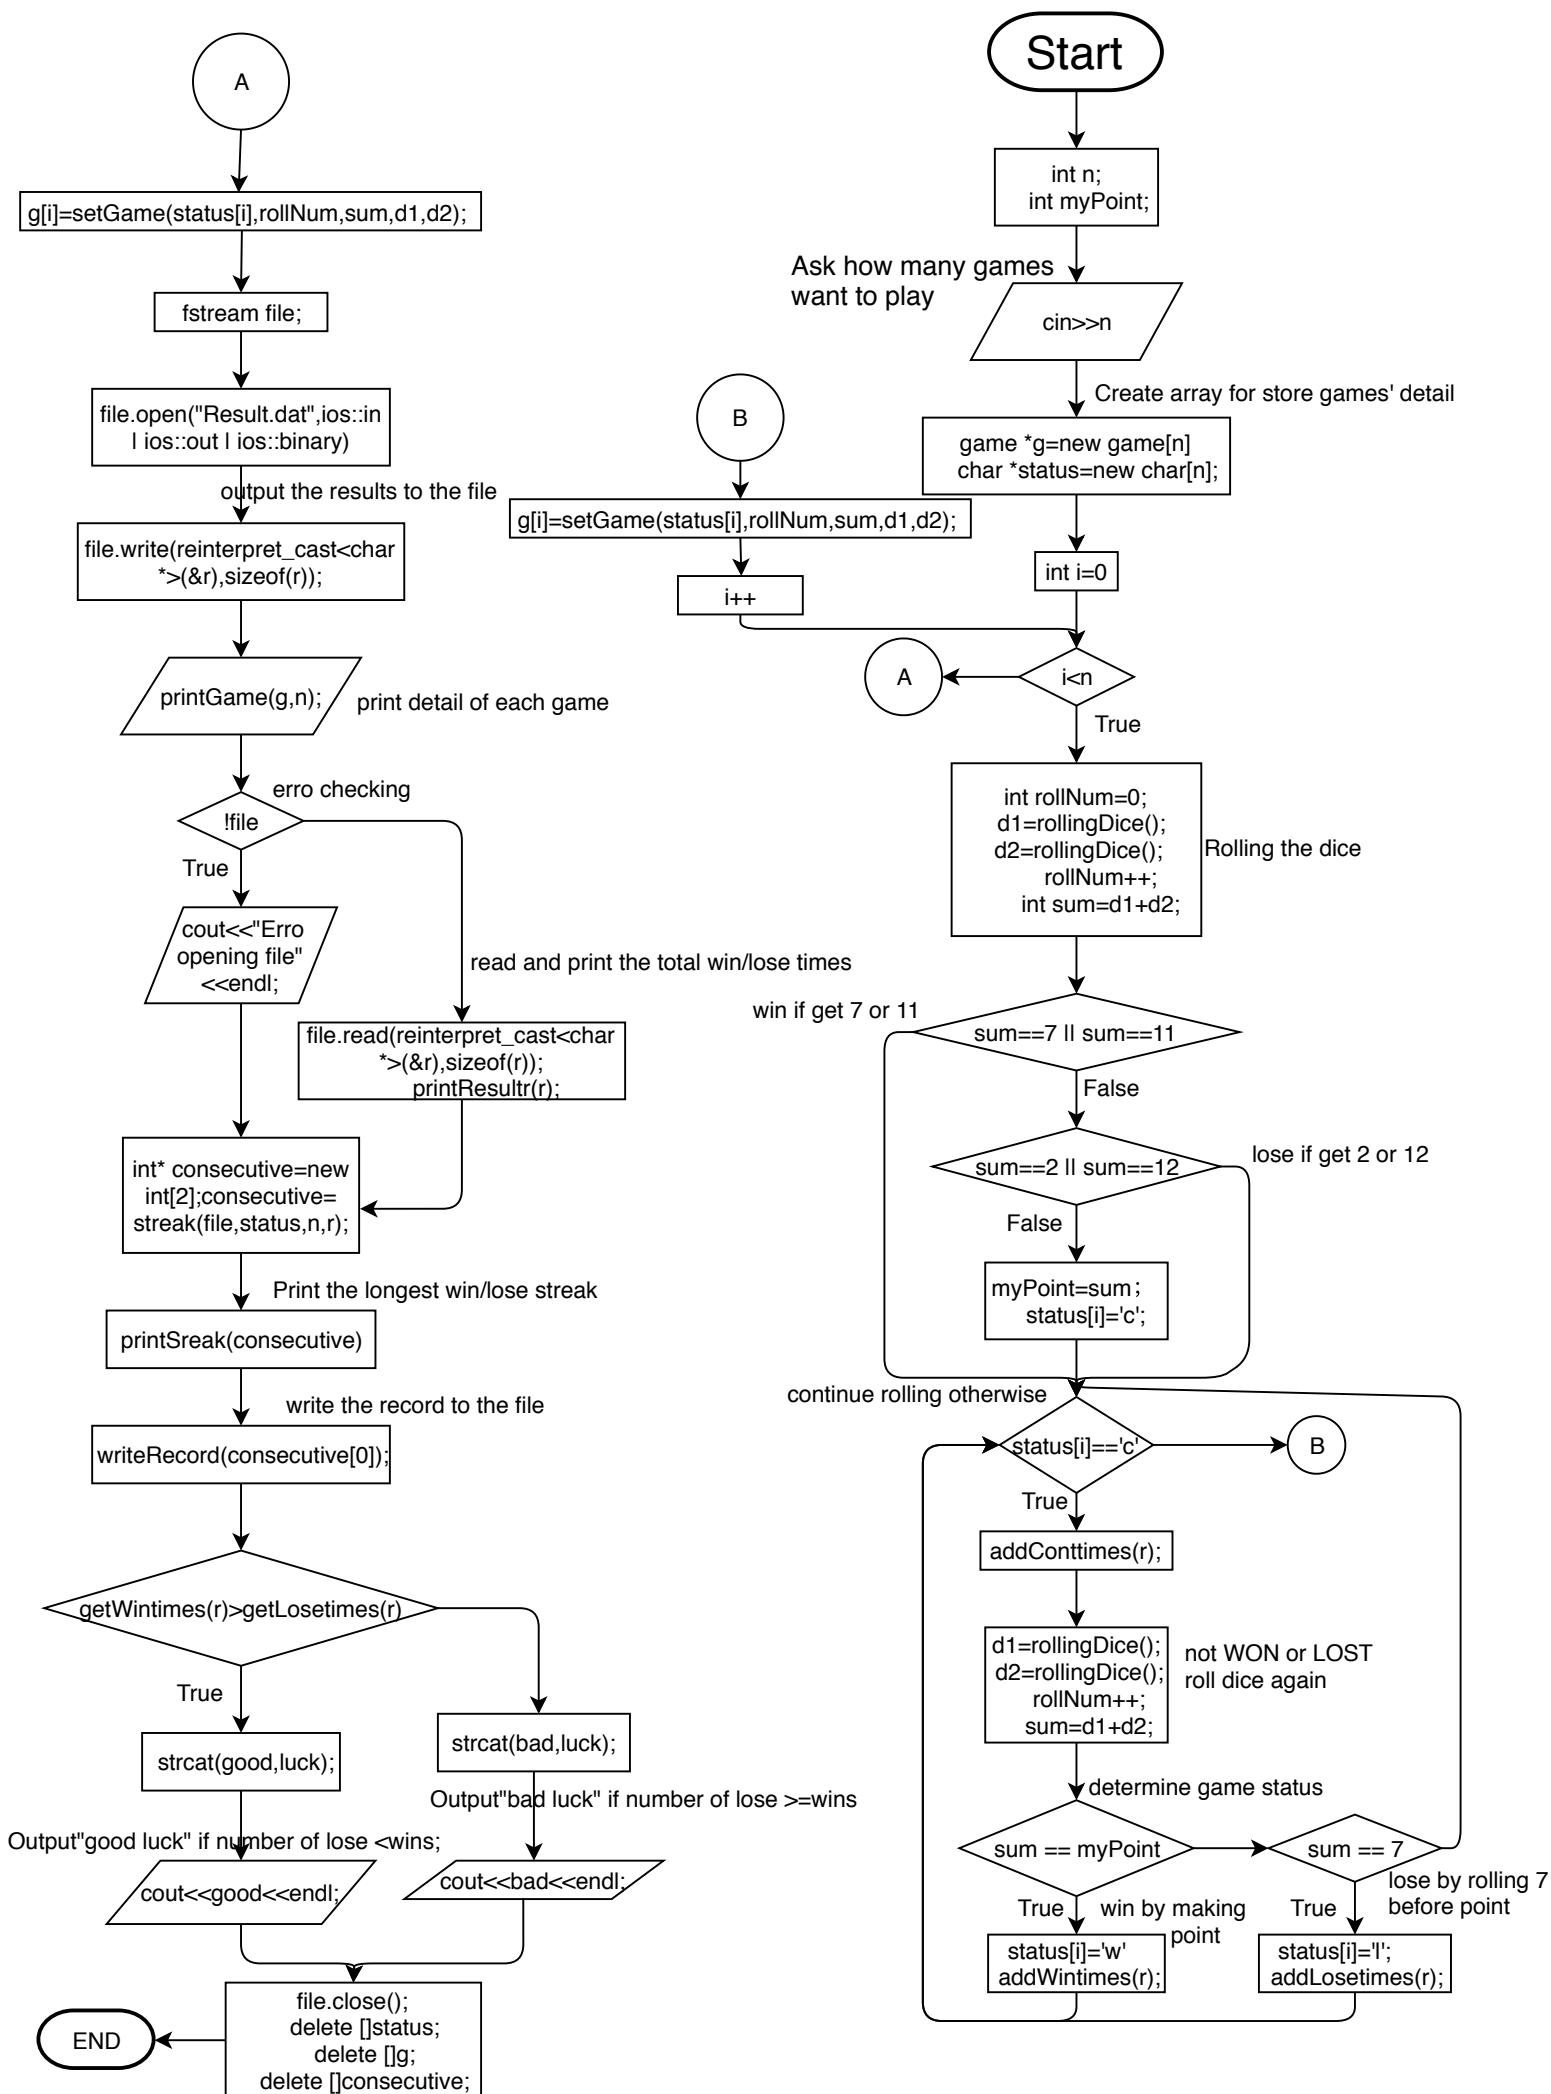 Start
int n;
int myPoint;
Ask how many games
want to play
cin>>n
Create array for store games' detail
game *g=new game[n]
char *status=new char[n];
int i=0
B
g[i]=setGame(status[i],rollNum,sum,d1,d2);
i++
i<n
A
True
int rollNum=0;
d1=rollingDice();
d2=rollingDice();
rollNum++;
int sum=d1+d2;
Rolling the dice
win if get 7 or 11
sum==7 || sum==11
False
sum==2 || sum==12
lose if get 2 or 12
False
myPoint=sum;
status[i]='c';
continue rolling otherwise
status[i]=='c'
B
True
addConttimes(r);
d1=rollingDice();
d2=rollingDice();
rollNum++;
sum=d1+d2;
not WON or LOST
roll dice again
determine game status
sum == myPoint
sum == 7
True
win by making
point
True
lose by rolling 7
before point
status[i]='w'
addWintimes(r);
status[i]='l';
addLosetimes(r);
A
g[i]=setGame(status[i],rollNum,sum,d1,d2);
fstream file;
file.open("Result.dat",ios::in
| ios::out | ios::binary)
output the results to the file
file.write(reinterpret_cast<char
*>(&r),sizeof(r));
printGame(g,n);
print detail of each game
erro checking
!file
True
cout<<"Erro
opening file"
<<endl;
read and print the total win/lose times
file.read(reinterpret_cast<char
*>(&r),sizeof(r));
printResultr(r);
int* consecutive=new
int[2];consecutive=
streak(file,status,n,r);
Print the longest win/lose streak
printSreak(consecutive)
write the record to the file
writeRecord(consecutive[0]);
getWintimes(r)>getLosetimes(r)
True
strcat(good,luck);
strcat(bad,luck);
Output"bad luck" if number of lose >=wins
Output"good luck" if number of lose <wins;
cout<<good<<endl;
cout<<bad<<endl;
file.close();
delete []status;
delete []g;
delete []consecutive;
END